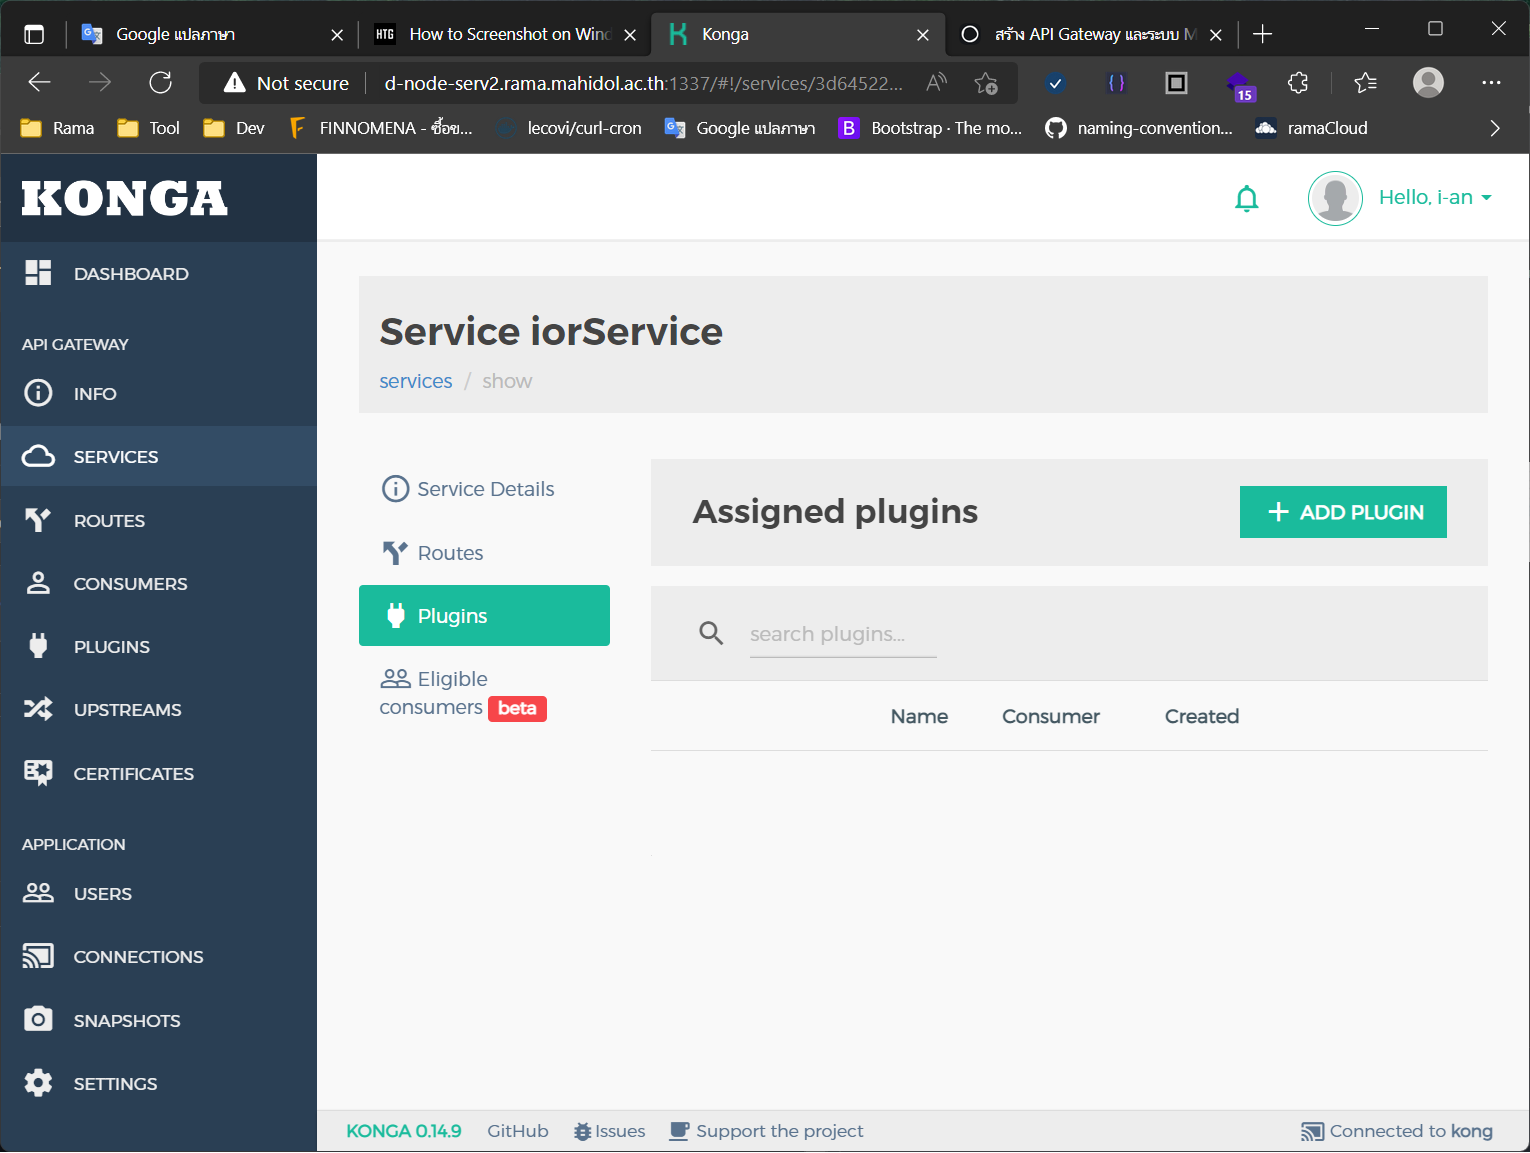 Google แปลภาษา
HTG How to Screenshot on Wind
Konga
สร้าง API Gateway และระบบ M
Not secure
d-node-serv2.rama.mahidol.ac.th:1337/#!/services/3d64522...
15
Rama
Tool
Dev
FINNOMENA - ซื้อข...
lecovi/curl-cron
Google แปลภาษา
B Bootstrap · The mo...
naming-convention...
ramaCloud
KONGA
Hello, i-an
DASHBOARD
API GATEWAY
INFO
SERVICES
ROUTES
CONSUMERS
PLUGINS
UPSTREAMS
CERTIFICATES
APPLICATION
USERS
CONNECTIONS
SNAPSHOTS
SETTINGS
Service iorService
services / show
Service Details
Routes
Plugins
Eligible
consumers beta
Assigned plugins
+ ADD PLUGIN
search plugins...
Name Consumer Created
KONGA 0.14.9 GitHub Issues Support the project
Connected to kong